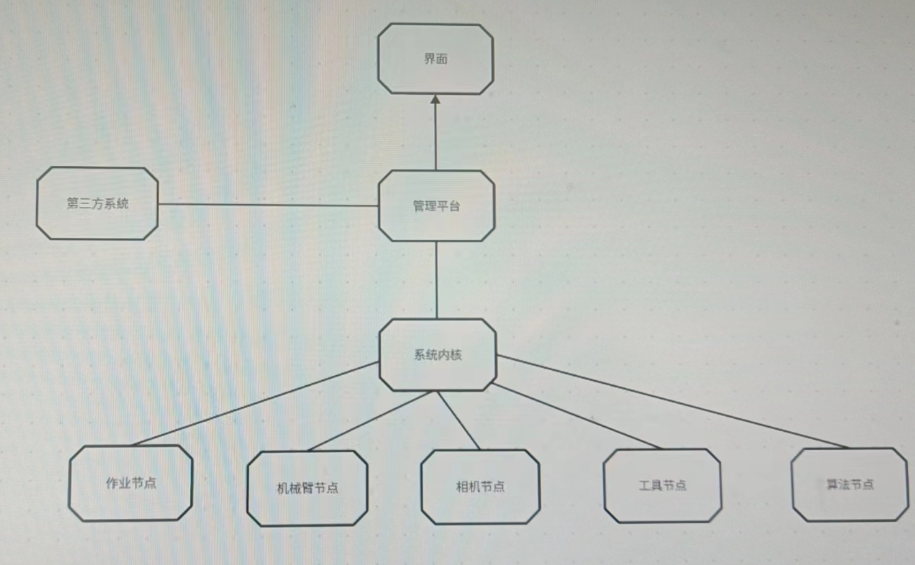 界面
第三方系统
管理平台
系统内核
作业节点
机械臂节点
相机节点
工具节点
算法节点